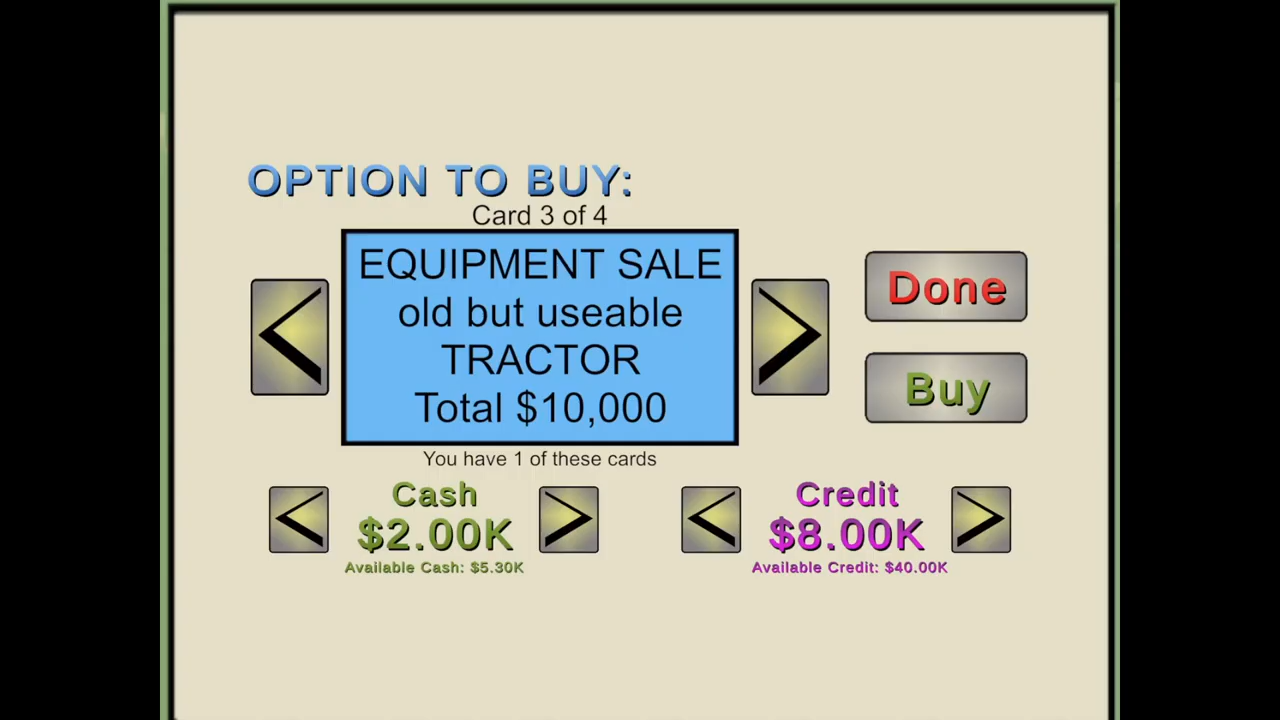 OPTION TO BUY:
Card 3 of 4
EQUIPMENT SALE
old but useable
TRACTOR
Total $10,000
You have 1 of these cards
Done
Buy
Cash
$2.00K
Available Cash: $5.30K
Credit
$8.00K
Available Credit: $40.00K